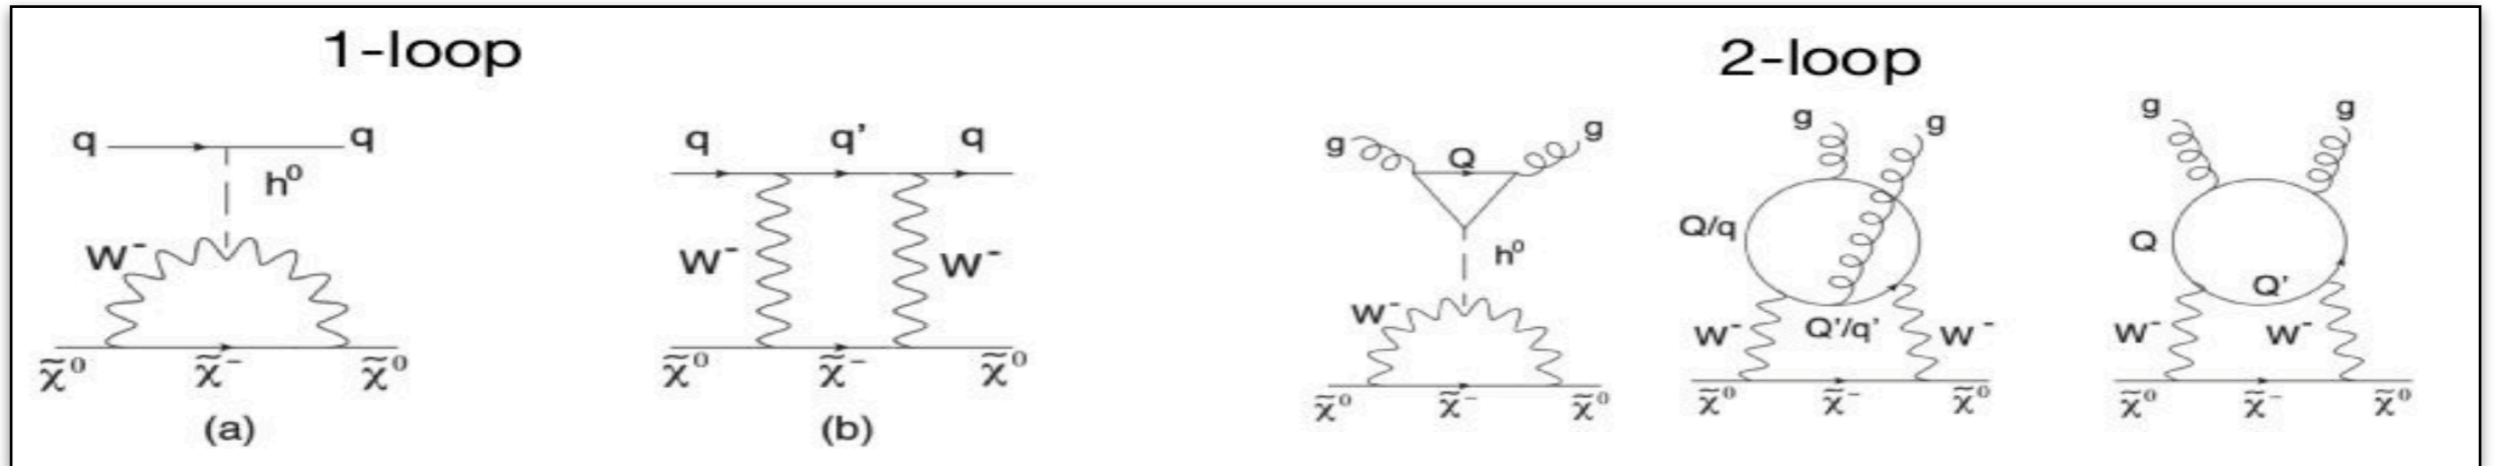 1-loop
2-loop
q q
h⁰
W⁻
χ̃⁰ χ̃⁻ χ̃⁰
(a)
q q' q
W⁻ W⁻
χ̃⁰ χ̃⁻ χ̃⁰
(b)
g Q g
h⁰
W⁻
χ̃⁰ χ̃⁻ χ̃⁰
g g
Q/q
W⁻ Q'/q' W⁻
χ̃⁰ χ̃⁻ χ̃⁰
g g
Q
Q'
W⁻ W⁻
χ̃⁰ χ̃⁻ χ̃⁰